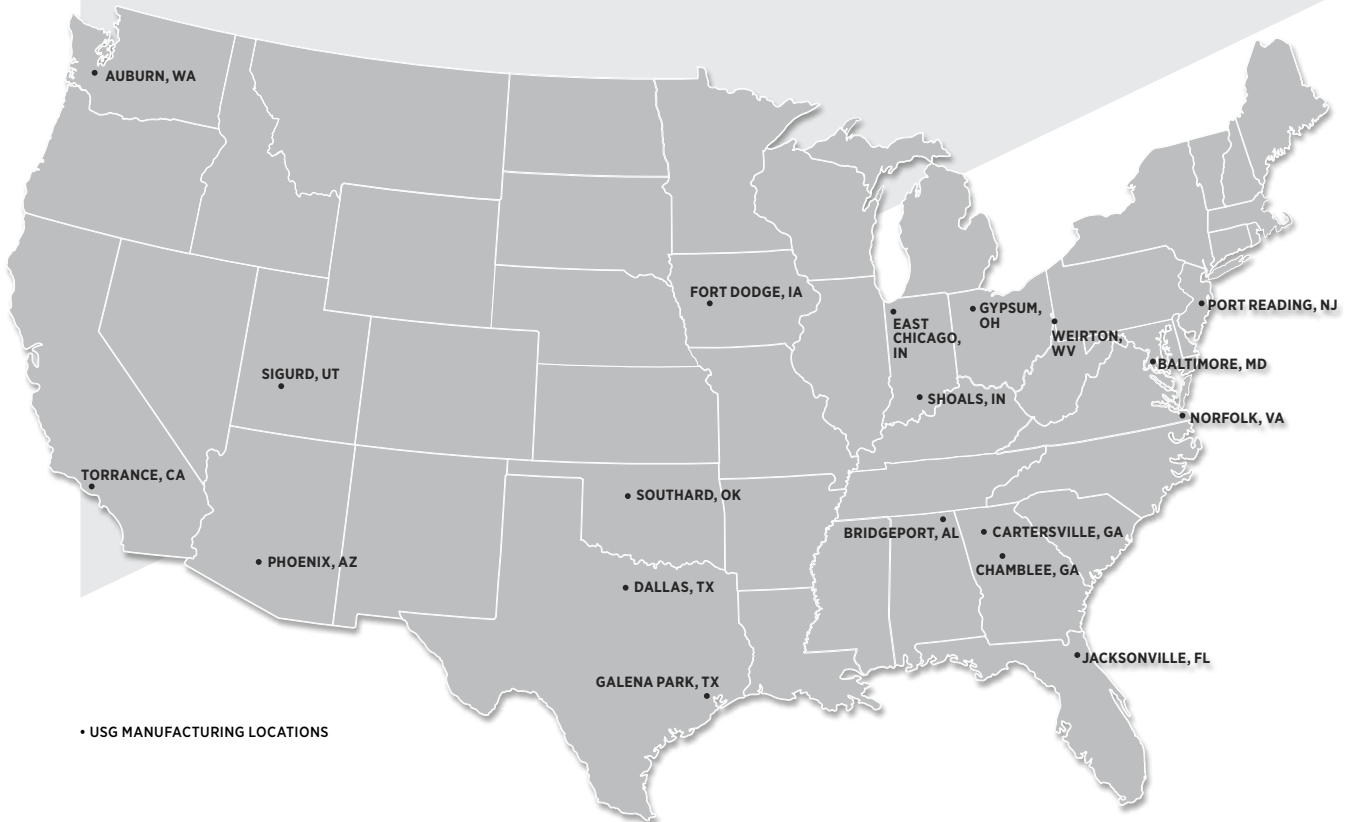 AUBURN, WA
FORT DODGE, IA
GYPSUM,
OH
PORT READING, NJ
EAST
CHICAGO,
IN
WEIRTON,
WV
BALTIMORE, MD
SIGURD, UT
SHOALS, IN
NORFOLK, VA
TORRANCE, CA
SOUTHARD, OK
BRIDGEPORT, AL
CARTERSVILLE, GA
PHOENIX, AZ
CHAMBLEE, GA
DALLAS, TX
JACKSONVILLE, FL
GALENA PARK, TX
• USG MANUFACTURING LOCATIONS